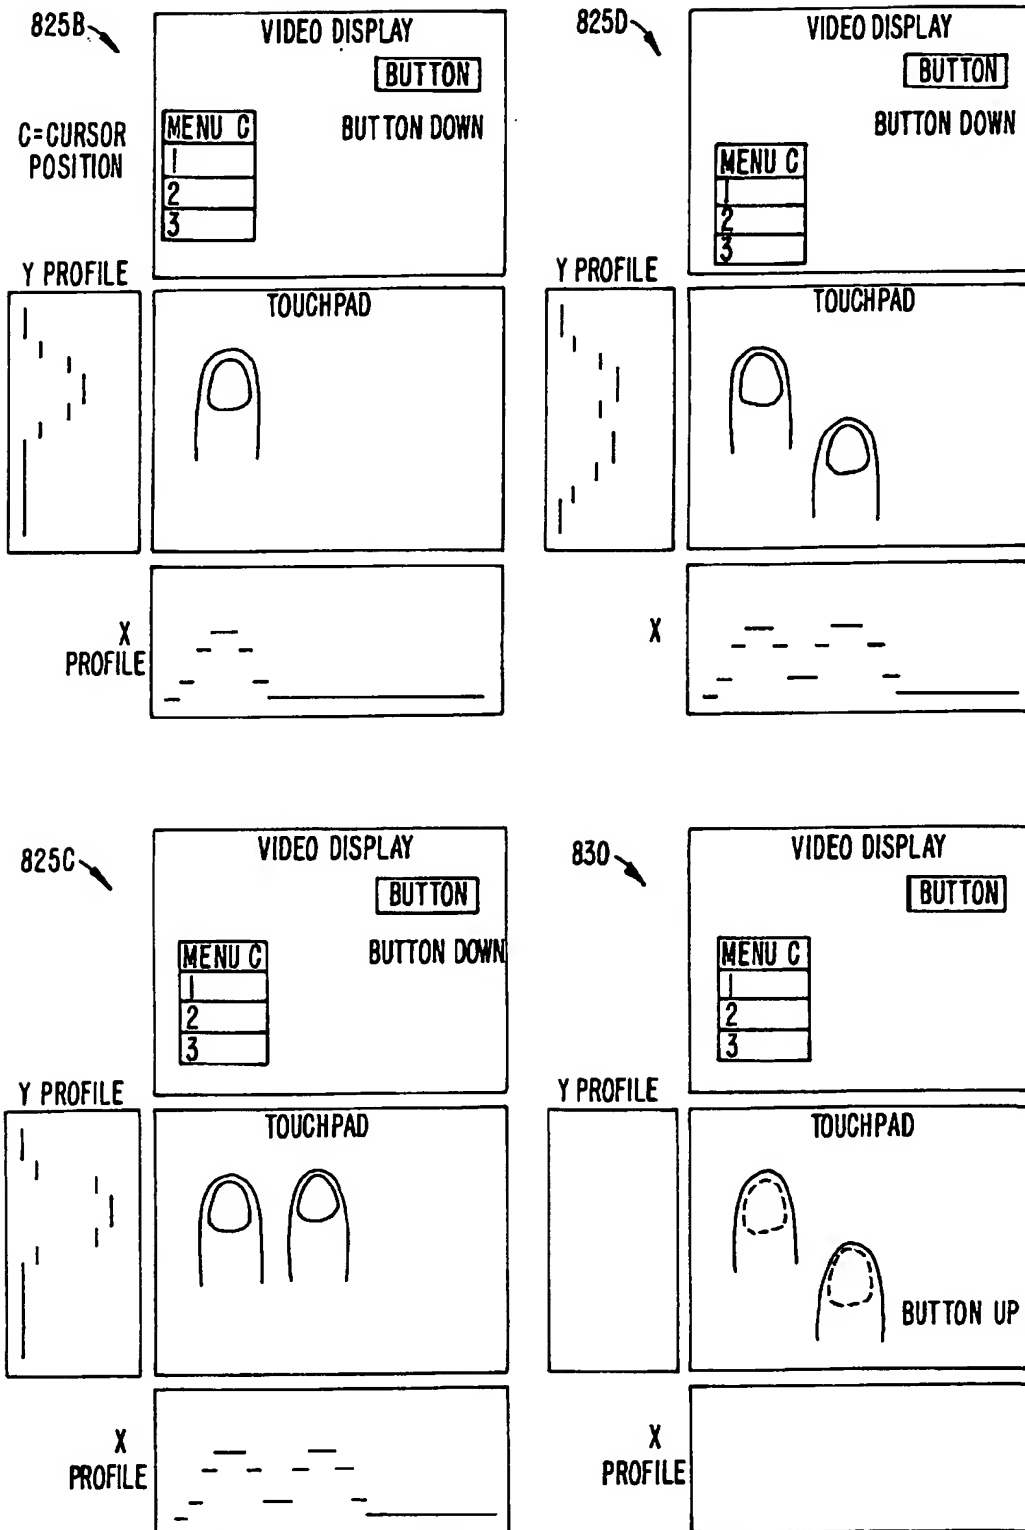 825B
VIDEO DISPLAY
BUTTON
C=CURSOR
POSITION
MENU C
BUTTON DOWN
1
2
3
Y PROFILE
TOUCHPAD
X
PROFILE
825D
VIDEO DISPLAY
BUTTON
BUTTON DOWN
MENU C
1
2
3
Y PROFILE
TOUCHPAD
X
825C
VIDEO DISPLAY
BUTTON
MENU C
BUTTON DOWN
1
2
3
Y PROFILE
TOUCHPAD
X
PROFILE
830
VIDEO DISPLAY
BUTTON
MENU C
1
2
3
Y PROFILE
TOUCHPAD
BUTTON UP
X
PROFILE